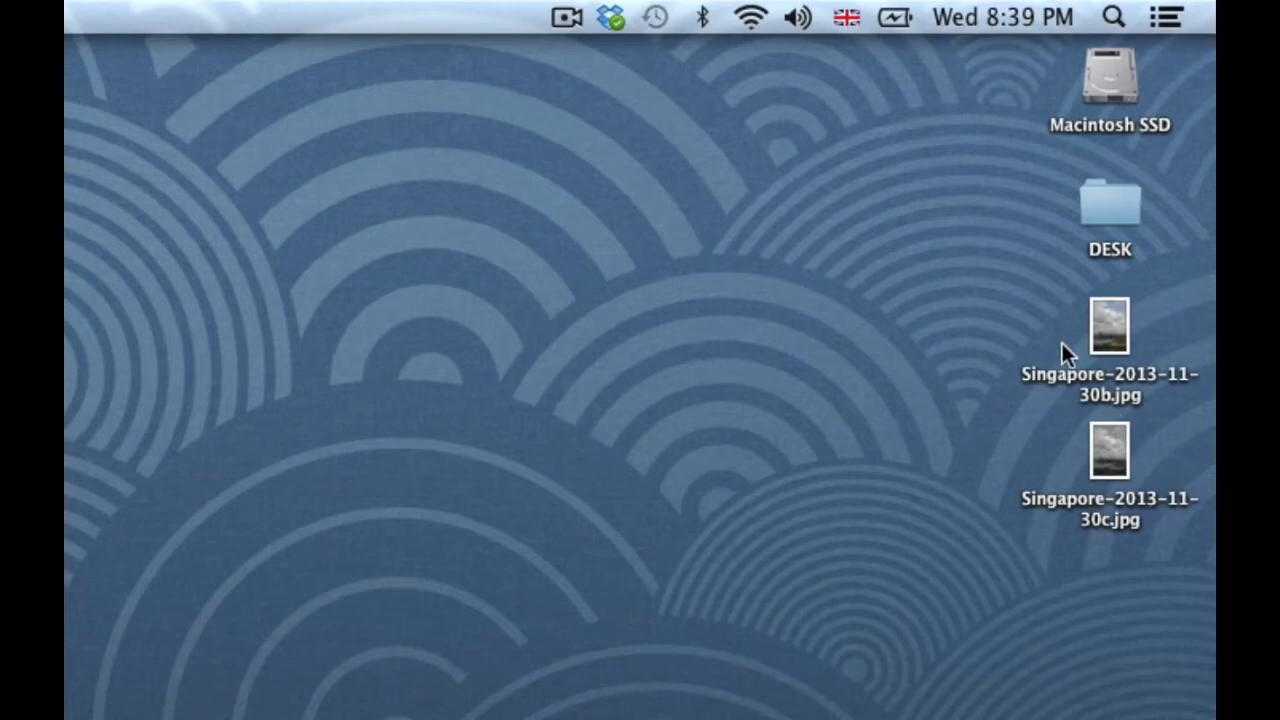 Wed 8:39 PM
Macintosh SSD
DESK
Singapore-2013-11-
30b.jpg
Singapore-2013-11-
30c.jpg